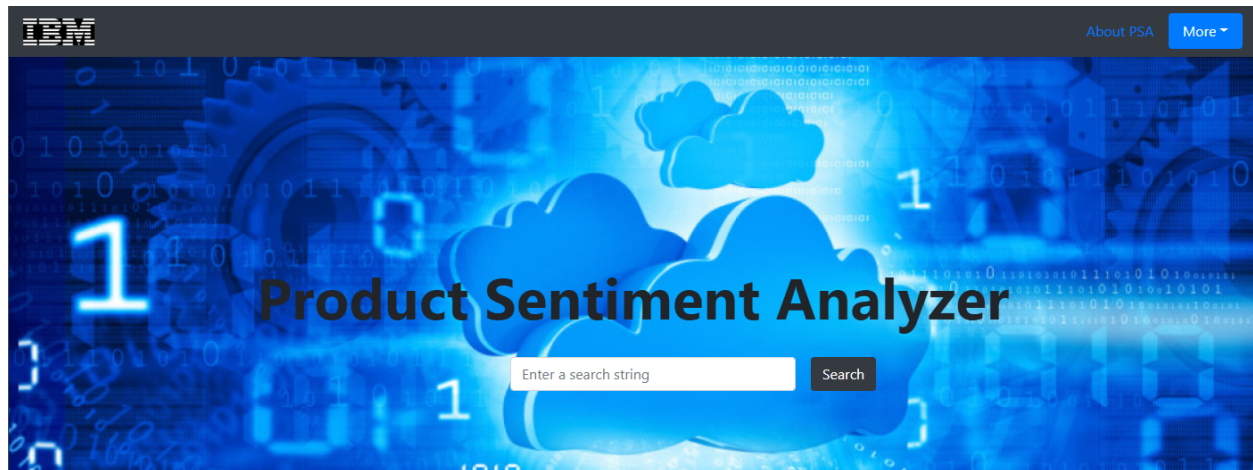 IBM
About PSA
More
Product Sentiment Analyzer
Enter a search string
Search